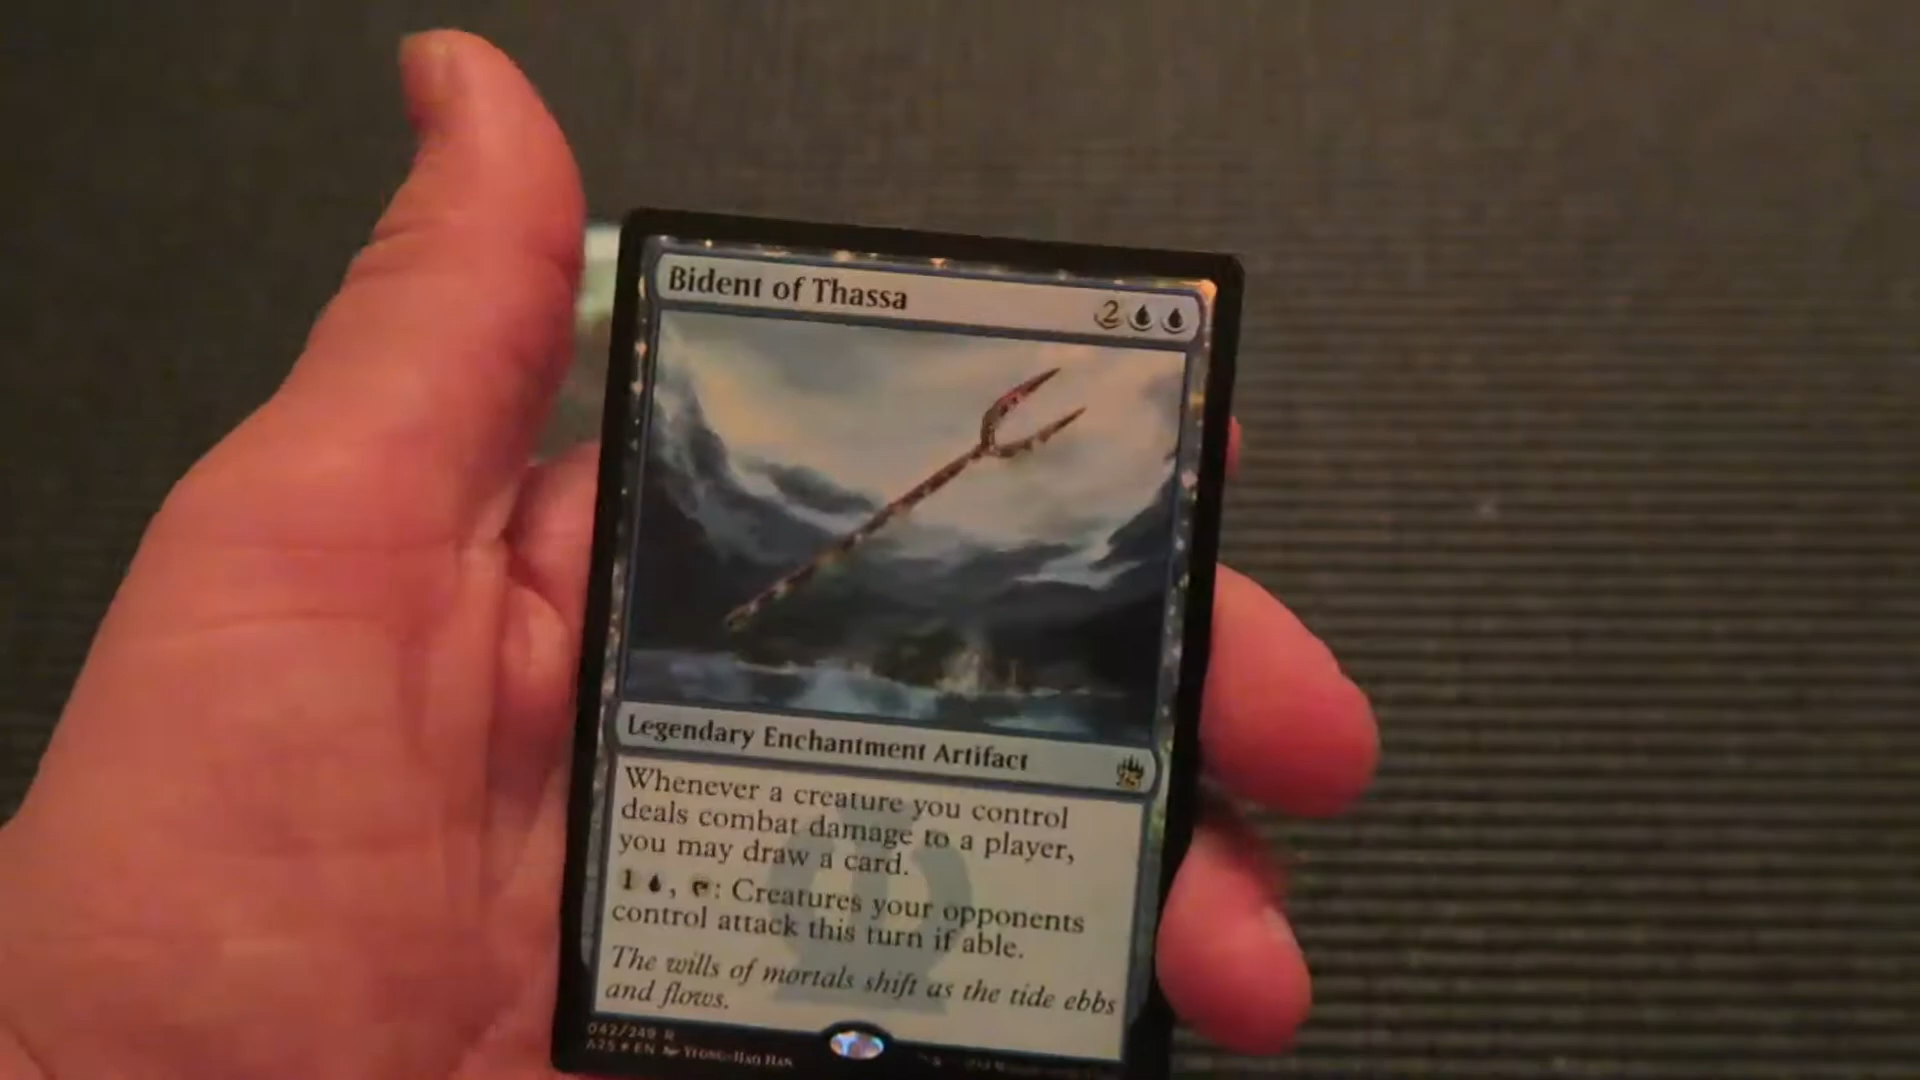 Bident of Thassa
2
Legendary Enchantment Artifact
Whenever a creature you control
deals combat damage to a player,
you may draw a card.
1 , : Creatures your opponents
control attack this turn if able.
The wills of mortals shift as the tide ebbs
and flows.
042/249 R
A25 EN Yeong-Hao Han